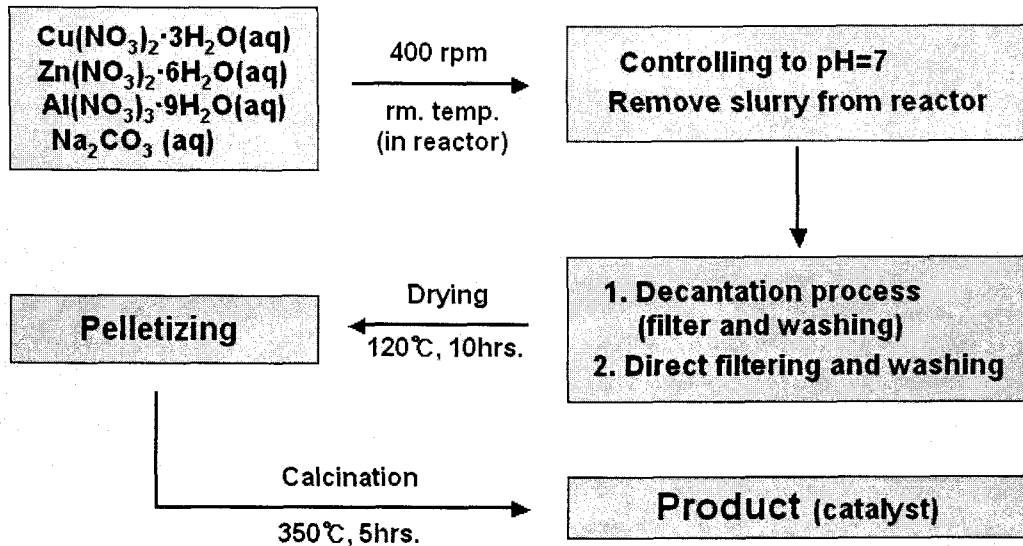 Cu(NO₃)₂·3H₂O(aq)
Zn(NO₃)₂·6H₂O(aq)
Al(NO₃)₃·9H₂O(aq)
Na₂CO₃ (aq)
400 rpm
rm. temp.
(in reactor)
Controlling to pH=7
Remove slurry from reactor
1. Decantation process
(filter and washing)
2. Direct filtering and washing
Drying
120℃, 10hrs.
Pelletizing
Calcination
350℃, 5hrs.
Product (catalyst)